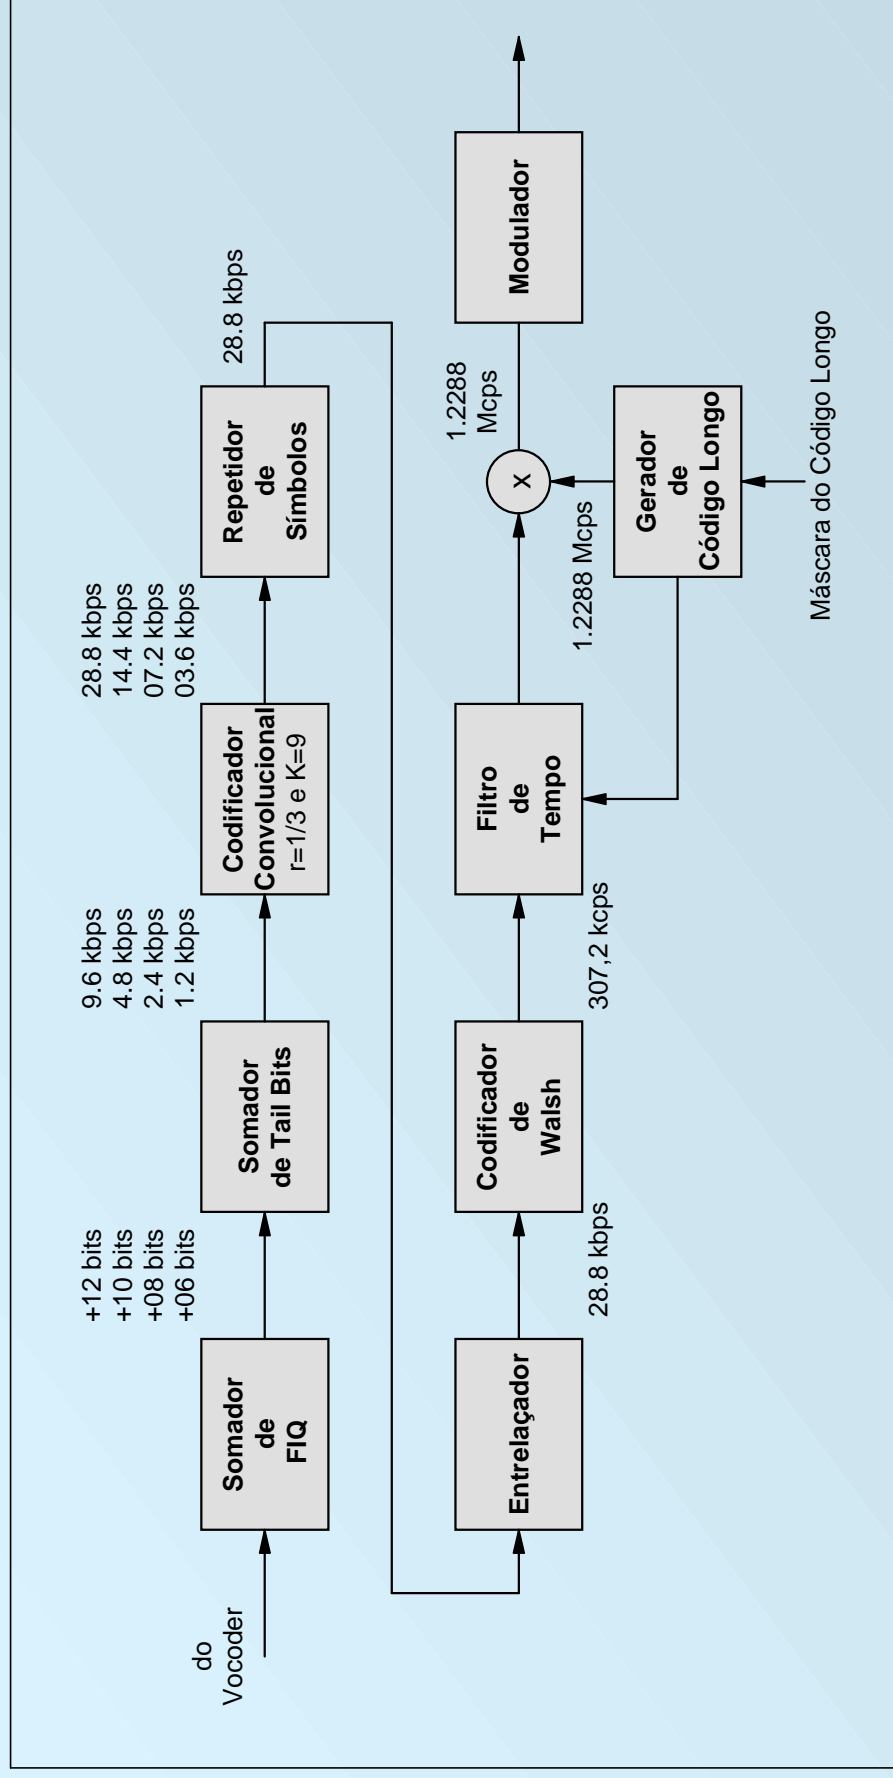 do
Vocoder
Somador
de
FIQ
+12 bits
+10 bits
+08 bits
+06 bits
Somador
de Tail Bits
9.6 kbps
4.8 kbps
2.4 kbps
1.2 kbps
Codificador
Convolucional
r=1/3 e K=9
28.8 kbps
14.4 kbps
07.2 kbps
03.6 kbps
Repetidor
de
Símbolos
28.8 kbps
Entrelaçador
28.8 kbps
Codificador
de
Walsh
307,2 kcps
Filtro
de
Tempo
X
1.2288
Mcps
Modulador
1.2288 Mcps
Gerador
de
Código Longo
Máscara do Código Longo